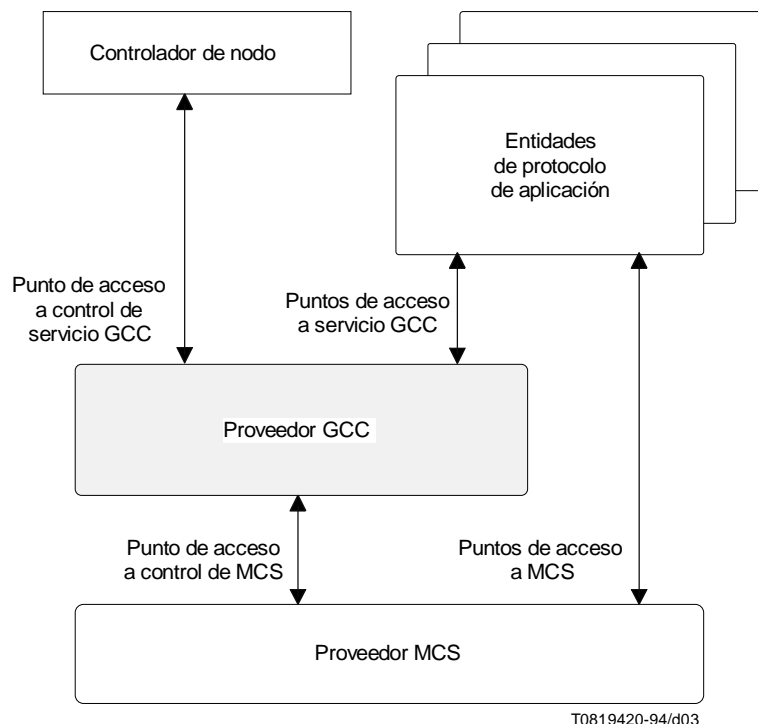 Controlador de nodo
Entidades
de protocolo
de aplicación
Punto de acceso
a control de
servicio GCC
Puntos de acceso
a servicio GCC
Proveedor GCC
Punto de acceso
a control de MCS
Puntos de acceso
a MCS
Proveedor MCS
T0819420-94/d03